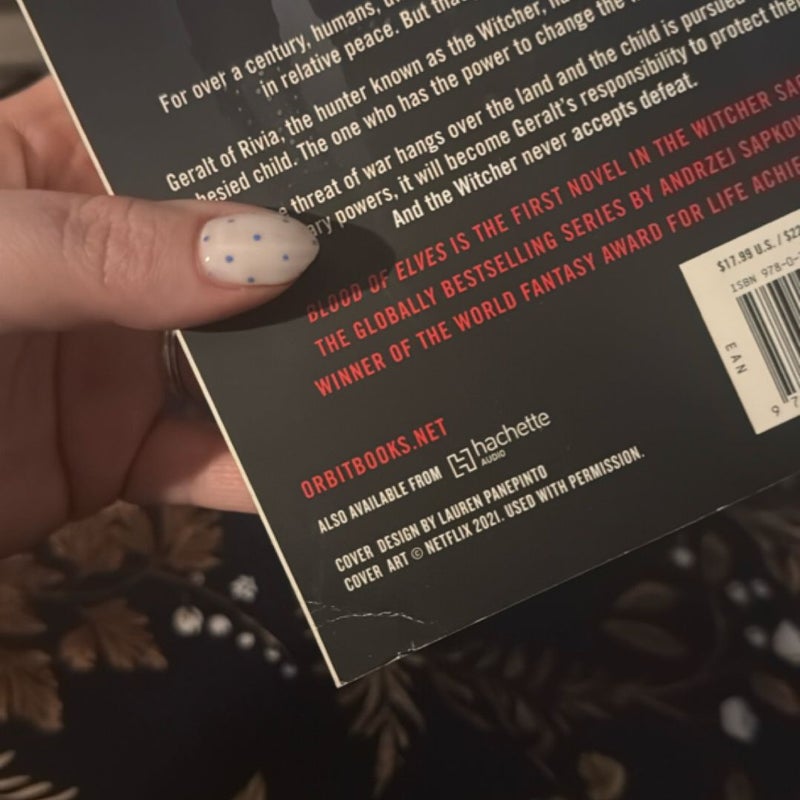 For over a century, humans,
in relative peace. But
Geralt of Rivia, the hunter known as the Witcher,
child. The one who has the power to change the
threat of war hangs over the land and the child is pursued
powers, it will become Geralt's responsibility to protect
And the Witcher never accepts defeat.
BLOOD OF ELVES IS THE FIRST NOVEL IN THE WITCHER
THE GLOBALLY BESTSELLING SERIES BY ANDRZEJ
WINNER OF THE WORLD FANTASY AWARD FOR LIFE
$17.99 U.S. /
ISBN 978-0-
EAN
ORBITBOOKS.NET
ALSO AVAILABLE FROM hachette
AUDIO
COVER DESIGN BY LAUREN PANEPINTO
COVER ART © NETFLIX 2021. USED WITH PERMISSION.